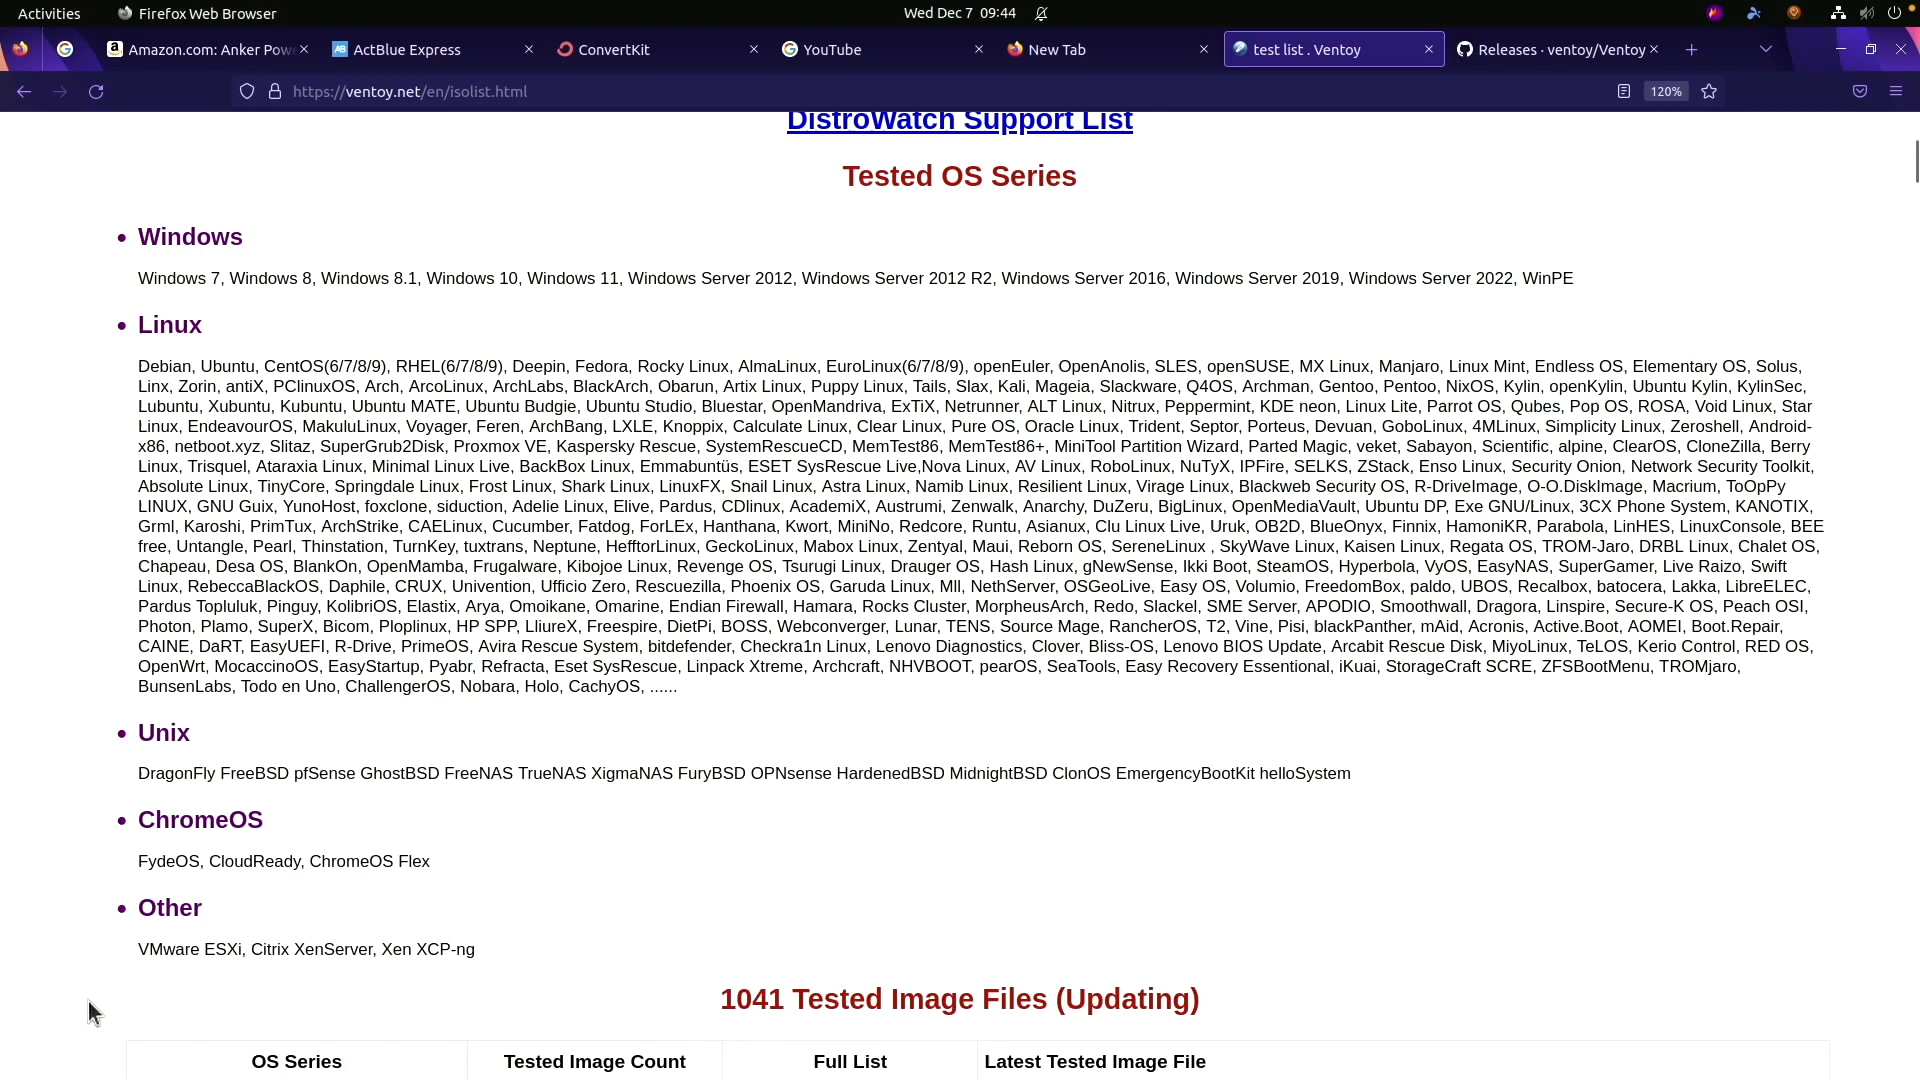 Activities
Firefox Web Browser
Wed Dec 7 09:44
Amazon.com: Anker Pow
ActBlue Express
ConvertKit
YouTube
New Tab
test list . Ventoy
Releases · ventoy/Ventoy
https://ventoy.net/en/isolist.html
120%
DistroWatch Support List
Tested OS Series
Windows
Windows 7, Windows 8, Windows 8.1, Windows 10, Windows 11, Windows Server 2012, Windows Server 2012 R2, Windows Server 2016, Windows Server 2019, Windows Server 2022, WinPE
Linux
Debian, Ubuntu, CentOS(6/7/8/9), RHEL(6/7/8/9), Deepin, Fedora, Rocky Linux, AlmaLinux, EuroLinux(6/7/8/9), openEuler, OpenAnolis, SLES, openSUSE, MX Linux, Manjaro, Linux Mint, Endless OS, Elementary OS, Solus,
Linx, Zorin, antiX, PClinuxOS, Arch, ArcoLinux, ArchLabs, BlackArch, Obarun, Artix Linux, Puppy Linux, Tails, Slax, Kali, Mageia, Slackware, Q4OS, Archman, Gentoo, Pentoo, NixOS, Kylin, openKylin, Ubuntu Kylin, KylinSec,
Lubuntu, Xubuntu, Kubuntu, Ubuntu MATE, Ubuntu Budgie, Ubuntu Studio, Bluestar, OpenMandriva, ExTiX, Netrunner, ALT Linux, Nitrux, Peppermint, KDE neon, Linux Lite, Parrot OS, Qubes, Pop OS, ROSA, Void Linux, Star
Linux, EndeavourOS, MakuluLinux, Voyager, Feren, ArchBang, LXLE, Knoppix, Calculate Linux, Clear Linux, Pure OS, Oracle Linux, Trident, Septor, Porteus, Devuan, GoboLinux, 4MLinux, Simplicity Linux, Zeroshell, Android-
x86, netboot.xyz, Slitaz, SuperGrub2Disk, Proxmox VE, Kaspersky Rescue, SystemRescueCD, MemTest86, MemTest86+, MiniTool Partition Wizard, Parted Magic, veket, Sabayon, Scientific, alpine, ClearOS, CloneZilla, Berry
Linux, Trisquel, Ataraxia Linux, Minimal Linux Live, BackBox Linux, Emmabuntüs, ESET SysRescue Live,Nova Linux, AV Linux, RoboLinux, NuTyX, IPFire, SELKS, ZStack, Enso Linux, Security Onion, Network Security Toolkit,
Absolute Linux, TinyCore, Springdale Linux, Frost Linux, Shark Linux, LinuxFX, Snail Linux, Astra Linux, Namib Linux, Resilient Linux, Virage Linux, Blackweb Security OS, R-DriveImage, O-O.DiskImage, Macrium, ToOpPy
LINUX, GNU Guix, YunoHost, foxclone, siduction, Adelie Linux, Elive, Pardus, CDlinux, AcademiX, Austrumi, Zenwalk, Anarchy, DuZeru, BigLinux, OpenMediaVault, Ubuntu DP, Exe GNU/Linux, 3CX Phone System, KANOTIX,
Grml, Karoshi, PrimTux, ArchStrike, CAELinux, Cucumber, Fatdog, ForLEx, Hanthana, Kwort, MiniNo, Redcore, Runtu, Asianux, Clu Linux Live, Uruk, OB2D, BlueOnyx, Finnix, HamoniKR, Parabola, LinHES, LinuxConsole, BEE
free, Untangle, Pearl, Thinstation, TurnKey, tuxtrans, Neptune, HefftorLinux, GeckoLinux, Mabox Linux, Zentyal, Maui, Reborn OS, SereneLinux , SkyWave Linux, Kaisen Linux, Regata OS, TROM-Jaro, DRBL Linux, Chalet OS,
Chapeau, Desa OS, BlankOn, OpenMamba, Frugalware, Kibojoe Linux, Revenge OS, Tsurugi Linux, Drauger OS, Hash Linux, gNewSense, Ikki Boot, SteamOS, Hyperbola, VyOS, EasyNAS, SuperGamer, Live Raizo, Swift
Linux, RebeccaBlackOS, Daphile, CRUX, Univention, Ufficio Zero, Rescuezilla, Phoenix OS, Garuda Linux, Mll, NethServer, OSGeoLive, Easy OS, Volumio, FreedomBox, paldo, UBOS, Recalbox, batocera, Lakka, LibreELEC,
Pardus Topluluk, Pinguy, KolibriOS, Elastix, Arya, Omoikane, Omarine, Endian Firewall, Hamara, Rocks Cluster, MorpheusArch, Redo, Slackel, SME Server, APODIO, Smoothwall, Dragora, Linspire, Secure-K OS, Peach OSI,
Photon, Plamo, SuperX, Bicom, Ploplinux, HP SPP, LliureX, Freespire, DietPi, BOSS, Webconverger, Lunar, TENS, Source Mage, RancherOS, T2, Vine, Pisi, blackPanther, mAid, Acronis, Active.Boot, AOMEI, Boot.Repair,
CAINE, DaRT, EasyUEFI, R-Drive, PrimeOS, Avira Rescue System, bitdefender, Checkra1n Linux, Lenovo Diagnostics, Clover, Bliss-OS, Lenovo BIOS Update, Arcabit Rescue Disk, MiyoLinux, TeLOS, Kerio Control, RED OS,
OpenWrt, MocaccinoOS, EasyStartup, Pyabr, Refracta, Eset SysRescue, Linpack Xtreme, Archcraft, NHVBOOT, pearOS, SeaTools, Easy Recovery Essentional, iKuai, StorageCraft SCRE, ZFSBootMenu, TROMjaro,
BunsenLabs, Todo en Uno, ChallengerOS, Nobara, Holo, CachyOS, ......
Unix
DragonFly FreeBSD pfSense GhostBSD FreeNAS TrueNAS XigmaNAS FuryBSD OPNsense HardenedBSD MidnightBSD ClonOS EmergencyBootKit helloSystem
ChromeOS
FydeOS, CloudReady, ChromeOS Flex
Other
VMware ESXi, Citrix XenServer, Xen XCP-ng
1041 Tested Image Files (Updating)
OS Series
Tested Image Count
Full List
Latest Tested Image File